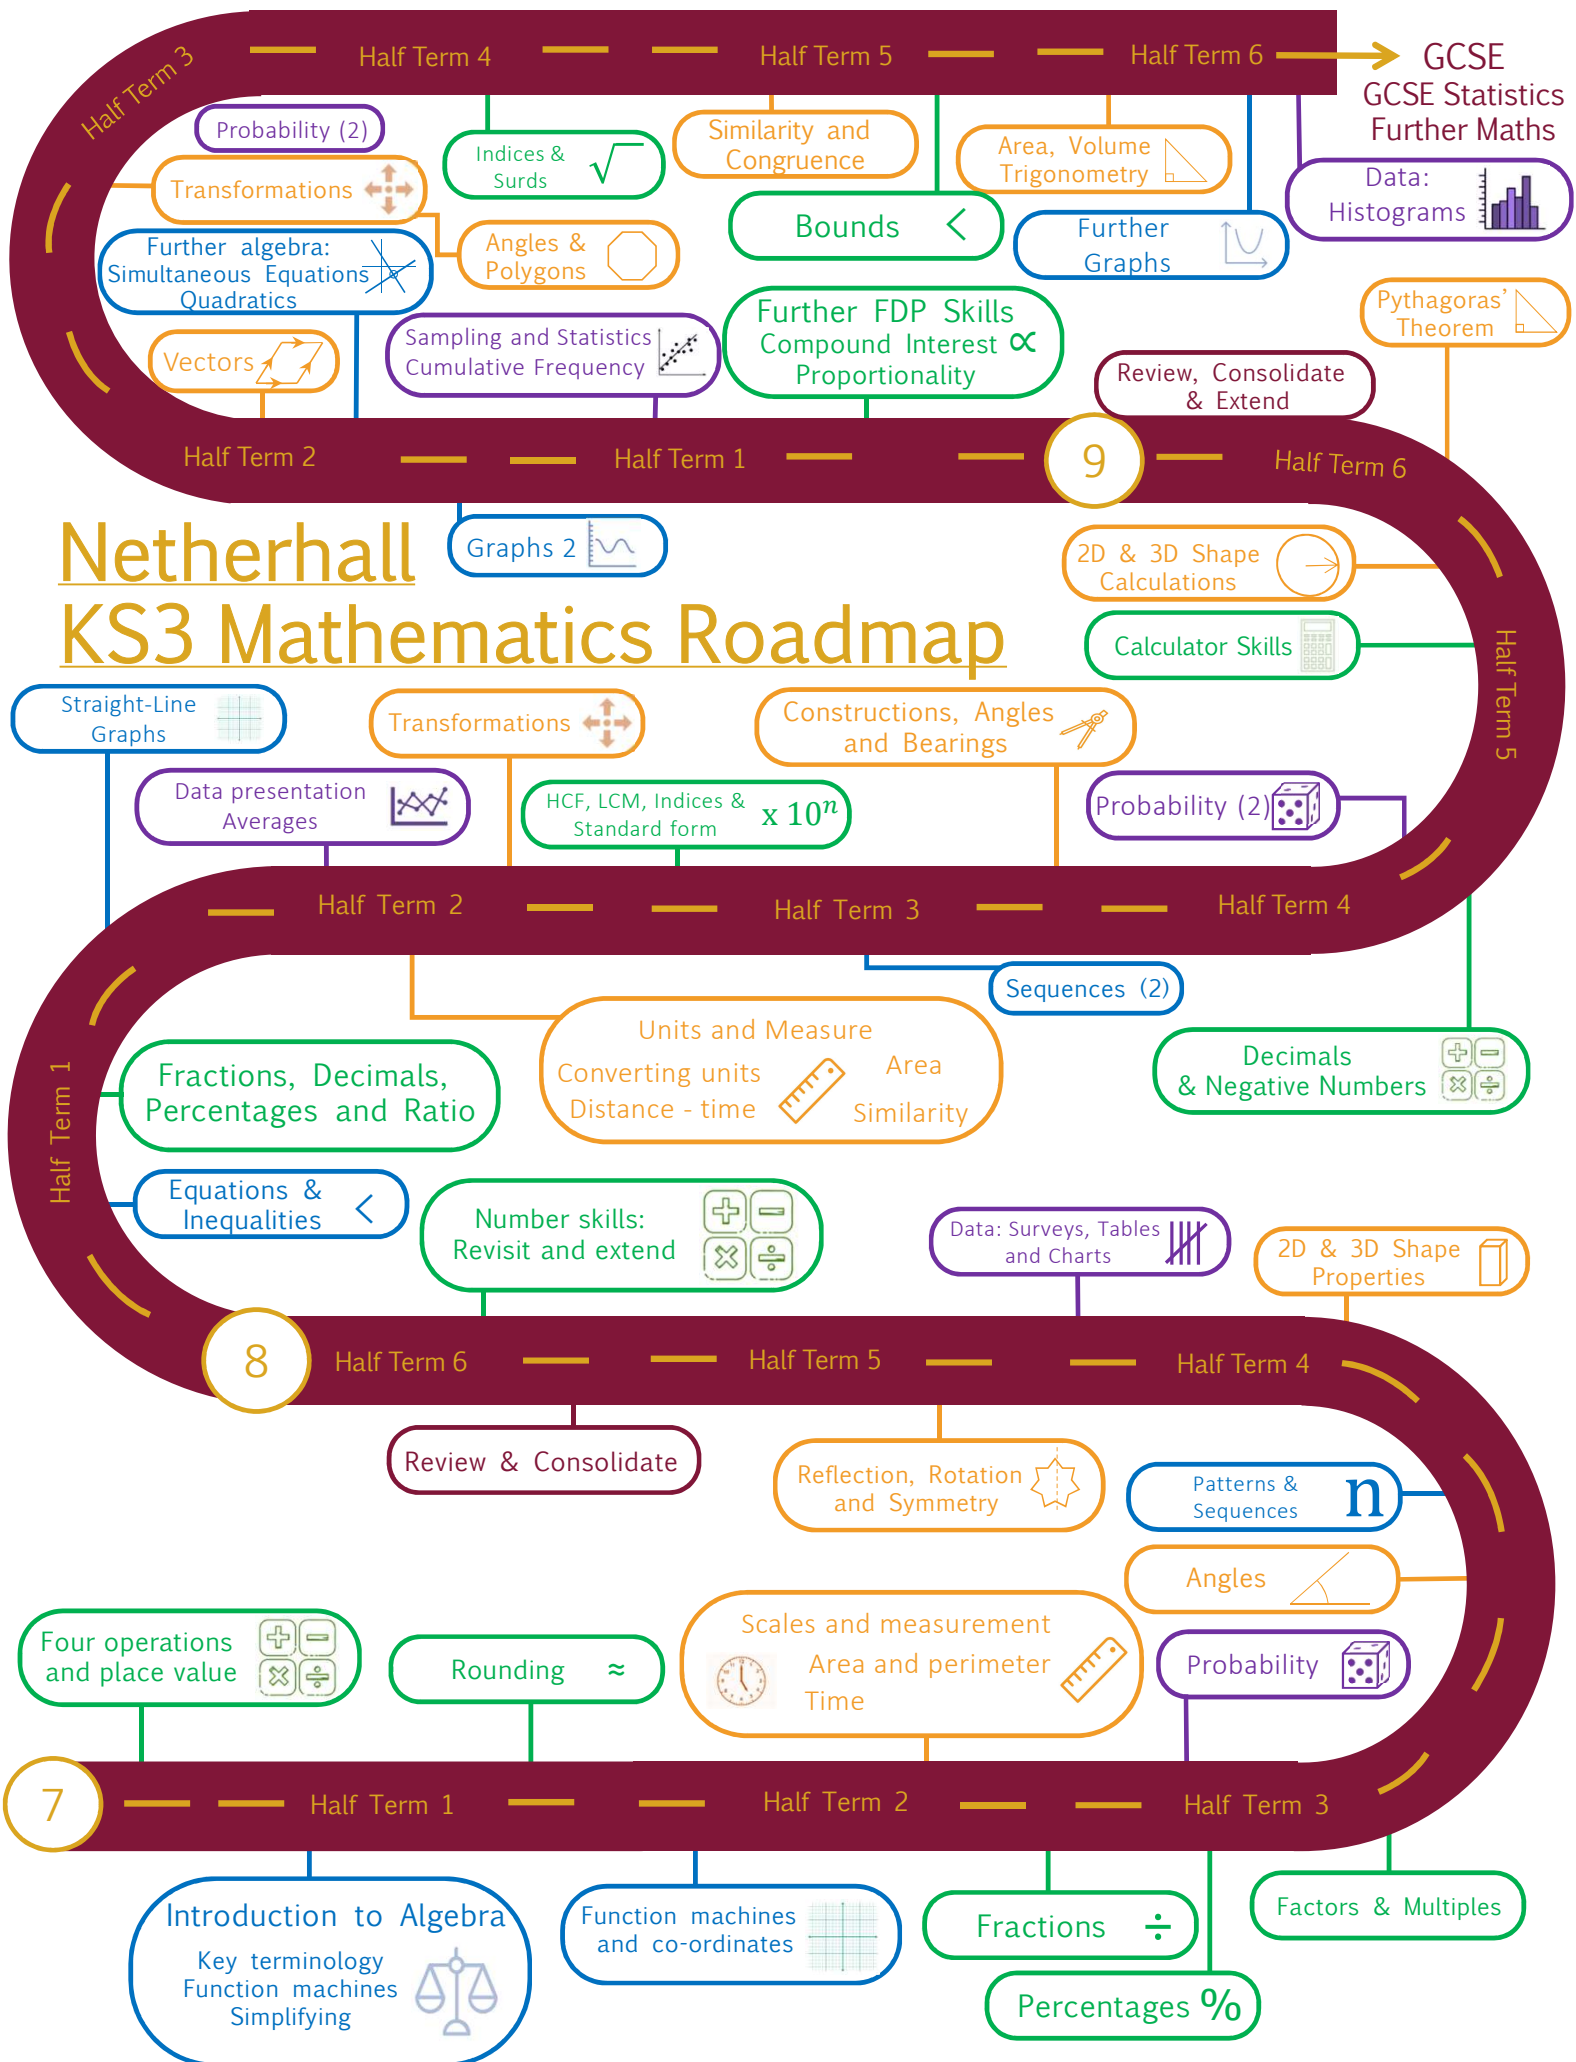 Half Term 3
Half Term 4
Half Term 5
Half Term 6
GCSE
GCSE Statistics
Further Maths
Probability (2)
Transformations
Indices &
Surds
√
Similarity and
Congruence
Area, Volume
Trigonometry
Data:
Histograms
Bounds <
Further
Graphs
Further algebra:
Simultaneous Equations
Quadratics
Angles &
Polygons
Vectors
Sampling and Statistics
Cumulative Frequency
Further FDP Skills
Compound Interest ∝
Proportionality
Pythagoras'
Theorem
Review, Consolidate
& Extend
Half Term 2
Half Term 1
9
Half Term 6
Netherhall
KS3 Mathematics Roadmap
Graphs 2
2D & 3D Shape
Calculations
Calculator Skills
Half Term 5
Straight-Line
Graphs
Transformations
Constructions, Angles
and Bearings
Data presentation
Averages
HCF, LCM, Indices &
Standard form
x 10ⁿ
Probability (2)
Half Term 2
Half Term 3
Half Term 4
Sequences (2)
Units and Measure
Converting units
Distance - time
Area
Similarity
Decimals
& Negative Numbers
+ −
× ÷
Half Term 1
Fractions, Decimals,
Percentages and Ratio
Equations &
Inequalities
<
Number skills:
Revisit and extend
+ −
× ÷
Data: Surveys, Tables
and Charts
2D & 3D Shape
Properties
8
Half Term 6
Half Term 5
Half Term 4
Review & Consolidate
Reflection, Rotation
and Symmetry
Patterns &
Sequences
n
Angles
Four operations
and place value
+ −
× ÷
Rounding ≈
Scales and measurement
Area and perimeter
Time
Probability
7
Half Term 1
Half Term 2
Half Term 3
Introduction to Algebra
Key terminology
Function machines
Simplifying
Function machines
and co-ordinates
Fractions ÷
Percentages %
Factors & Multiples